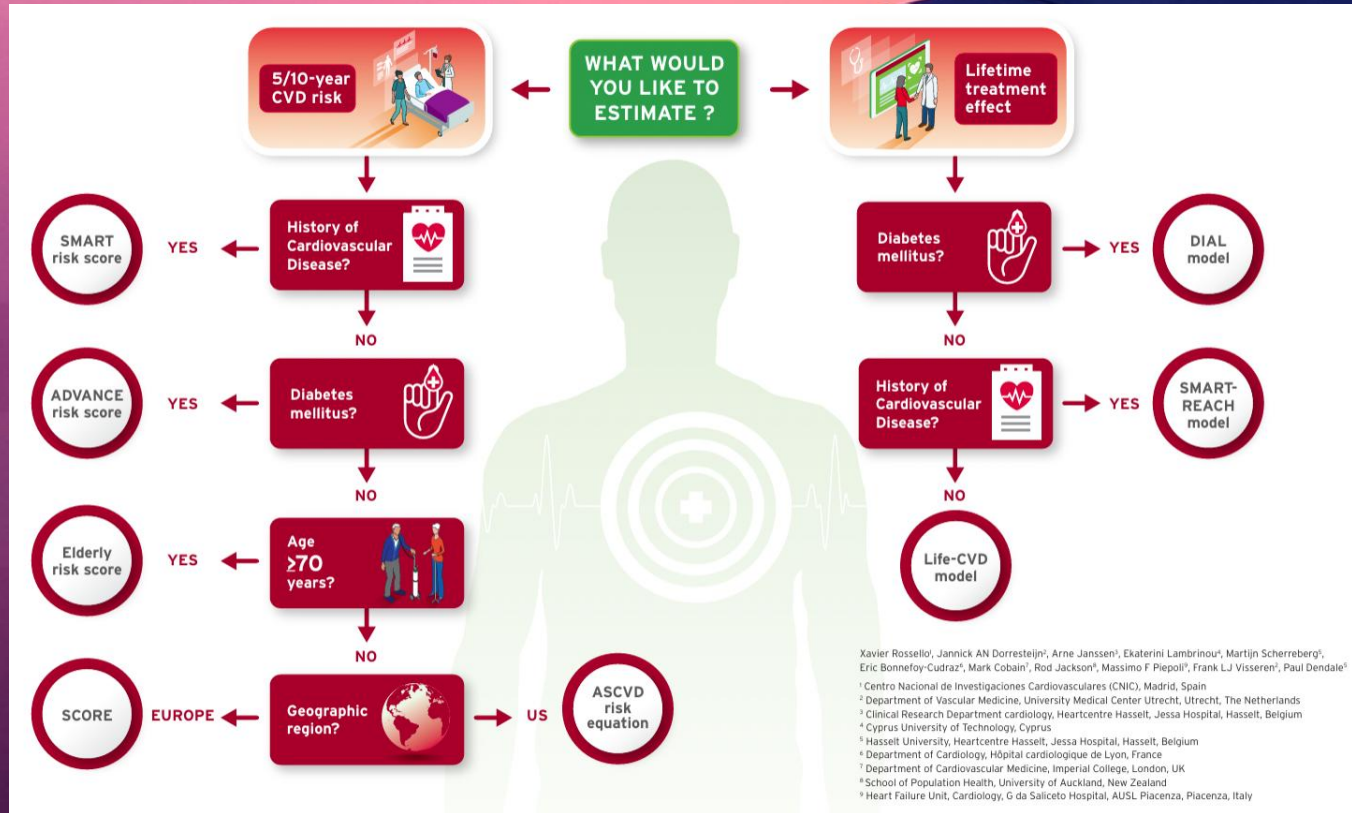 WHAT WOULD
YOU LIKE TO
ESTIMATE ?
5/10-year
CVD risk
History of
Cardiovascular
Disease?
YES
SMART
risk score
NO
Diabetes
mellitus?
YES
ADVANCE
risk score
NO
Age
≥70
years?
YES
Elderly
risk score
NO
Geographic
region?
EUROPE
SCORE
US
ASCVD
risk
equation
Lifetime
treatment
effect
Diabetes
mellitus?
YES
DIAL
model
NO
History of
Cardiovascular
Disease?
YES
SMART-
REACH
model
NO
Life-CVD
model
Xavier Rossello¹, Jannick AN Dorresteijn², Arne Janssen³, Ekaterini Lambrinou⁴, Martijn Scherreberg⁵,
Eric Bonnefoy-Cudraz⁶, Mark Cobain⁷, Rod Jackson⁸, Massimo F Piepoli⁹, Frank L.J Visseren², Paul Dendale⁵
¹ Centro Nacional de Investigaciones Cardiovasculares (CNIC), Madrid, Spain
² Department of Vascular Medicine, University Medical Center Utrecht, Utrecht, The Netherlands
³ Clinical Research Department cardiology, Heartcentre Hasselt, Jessa Hospital, Hasselt, Belgium
⁴ Cyprus University of Technology, Cyprus
⁵ Hasselt University, Heartcentre Hasselt, Jessa Hospital, Hasselt, Belgium
⁶ Department of Cardiology, Hôpital cardiologique de Lyon, France
⁷ Department of Cardiovascular Medicine, Imperial College, London, UK
⁸ School of Population Health, University of Auckland, New Zealand
⁹ Heart Failure Unit, Cardiology, G da Saliceto Hospital, AUSL Piacenza, Piacenza, Italy